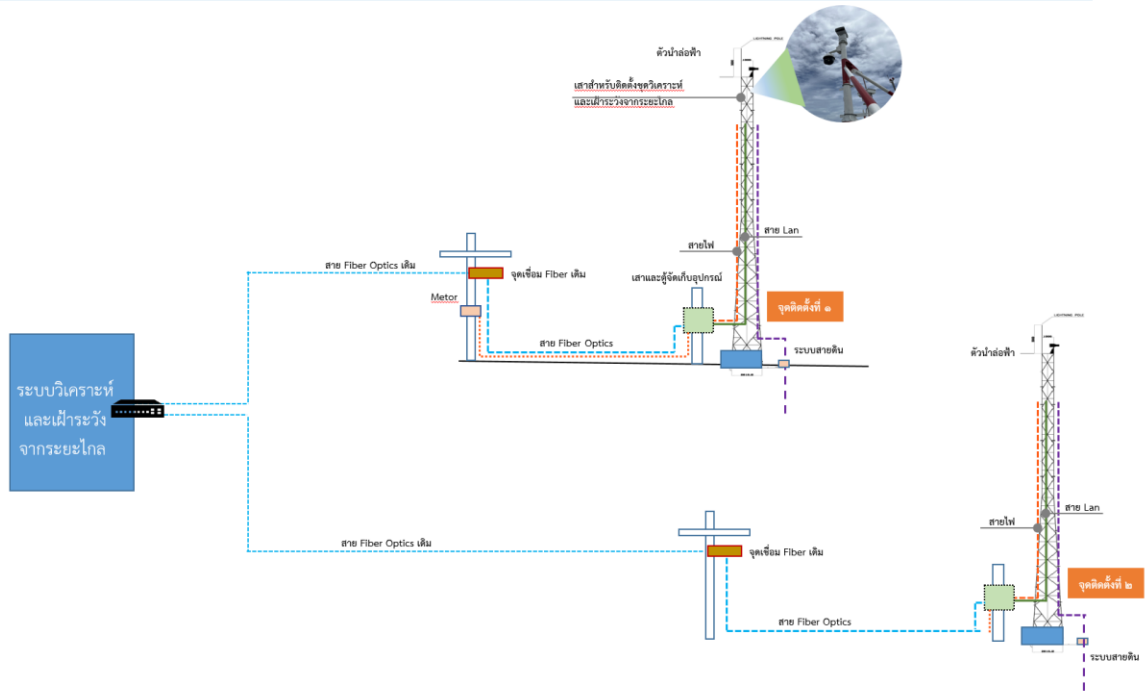 LIGHTNING POLE
ตัวนำล่อฟ้า
เสาสำหรับติดตั้งชุดวิเคราะห์
และเฝ้าระวังจากระยะไกล
สาย Lan
สายไฟ
สาย Fiber Optics เดิม
จุดเชื่อม Fiber เดิม
เสาและตู้จัดเก็บอุปกรณ์
Metor
จุดติดตั้งที่ ๑
สาย Fiber Optics
ระบบสายดิน
LIGHTNING POLE
ตัวนำล่อฟ้า
ระบบวิเคราะห์
และเฝ้าระวัง
จากระยะไกล
สาย Lan
สายไฟ
สาย Fiber Optics เดิม
จุดเชื่อม Fiber เดิม
จุดติดตั้งที่ ๒
สาย Fiber Optics
ระบบสายดิน